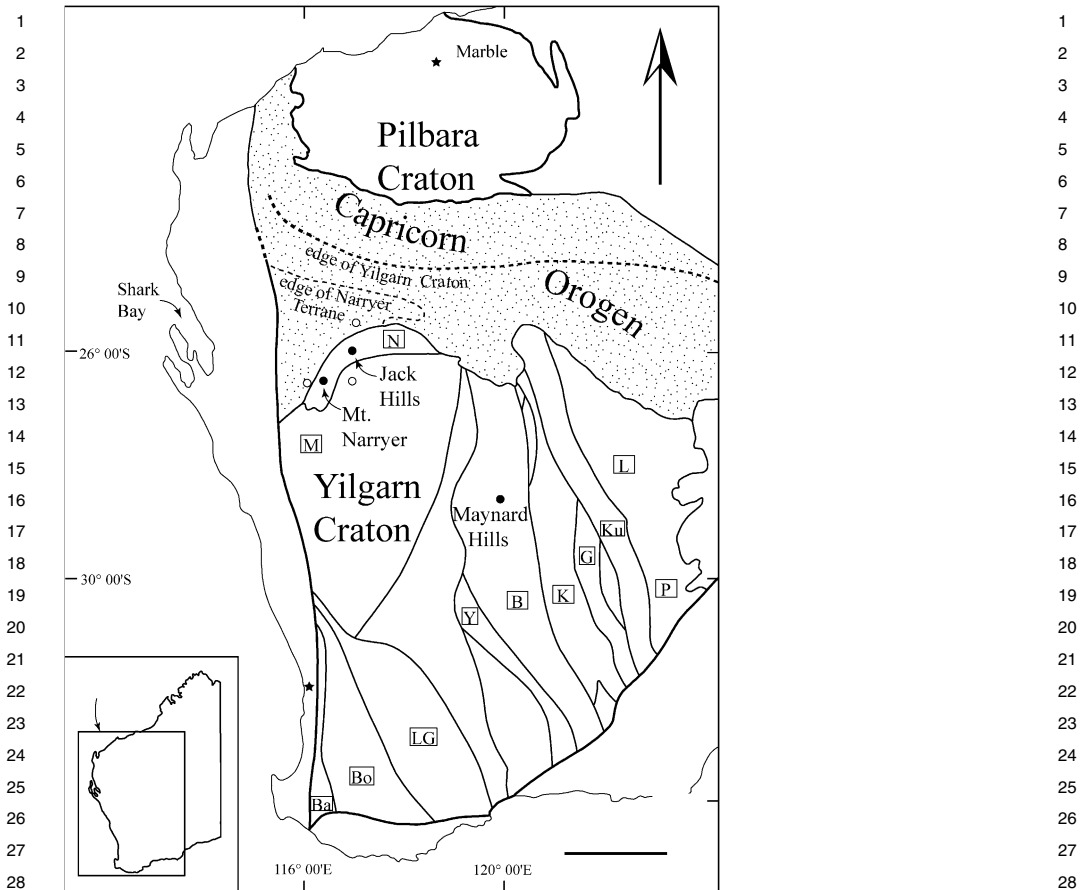 1
2
3
4
5
6
7
8
9
10
11
12
13
14
15
16
17
18
19
20
21
22
23
24
25
26
27
28
Marble
Pilbara
Craton
Capricorn
Orogen
edge of Yilgarn Craton
edge of Narryer
Terrane
Shark
Bay
26° 00'S
N
Jack
Hills
Mt.
Narryer
M
L
Yilgarn
Craton
Maynard
Hills
Ku
G
30° 00'S
P
B
K
Y
LG
Bo
Ba
116° 00'E
120° 00'E
1
2
3
4
5
6
7
8
9
10
11
12
13
14
15
16
17
18
19
20
21
22
23
24
25
26
27
28